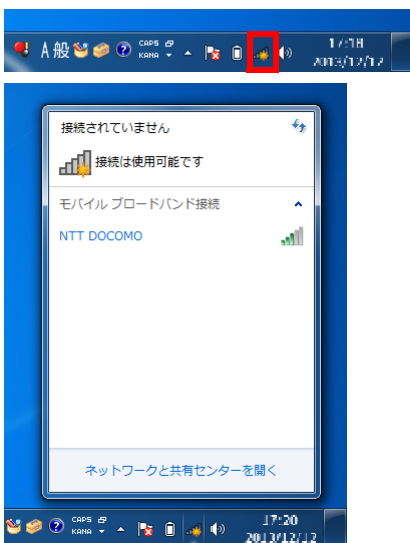 A 般 CAPS
KANA
17:18
2013/12/12
接続されていません
接続は使用可能です
モバイル ブロードバンド接続
NTT DOCOMO
ネットワークと共有センターを開く
CAPS
KANA
17:20
2013/12/12